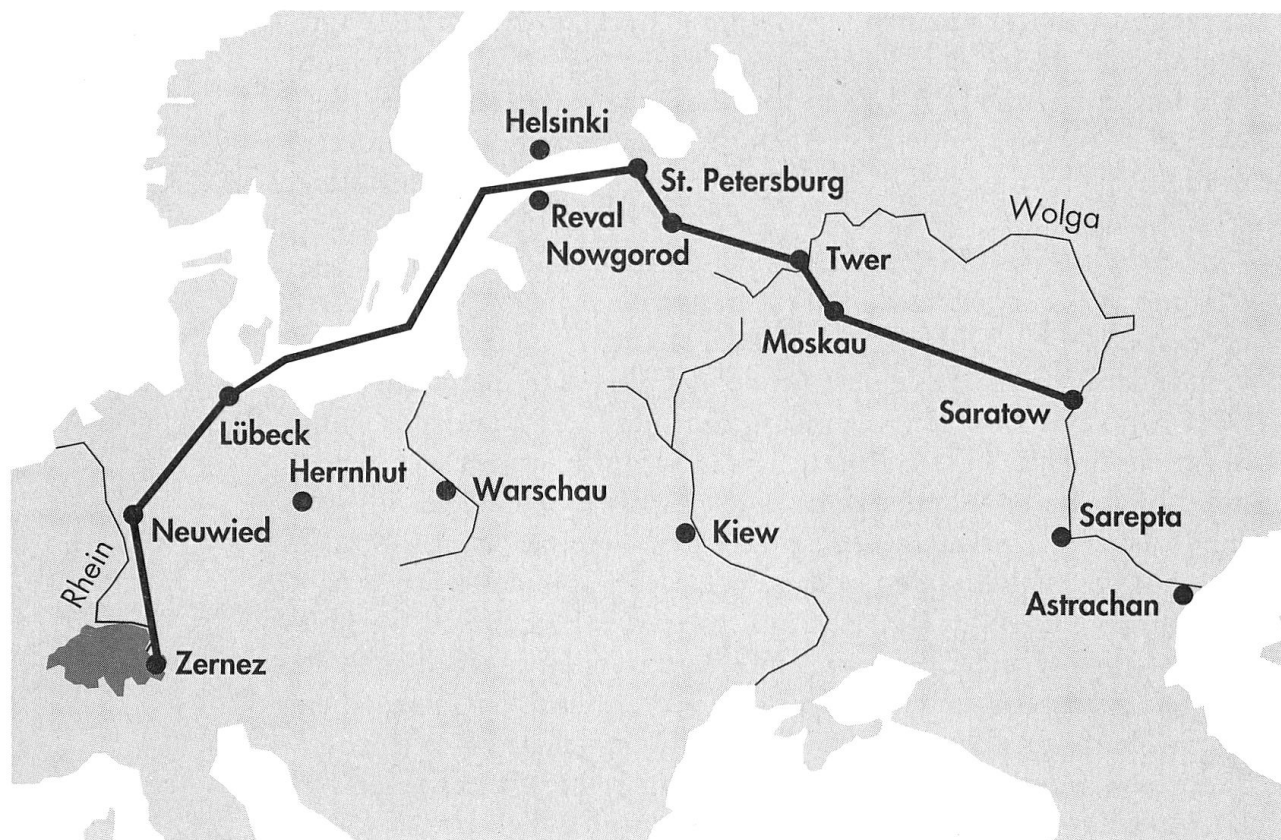 Helsinki
St. Petersburg
Reval
Nowgorod
Wolga
Twer
Moskau
Saratow
Lübeck
Herrnhut
Warschau
Neuwied
Kiew
Sarepta
Rhein
Astrachan
Zernez